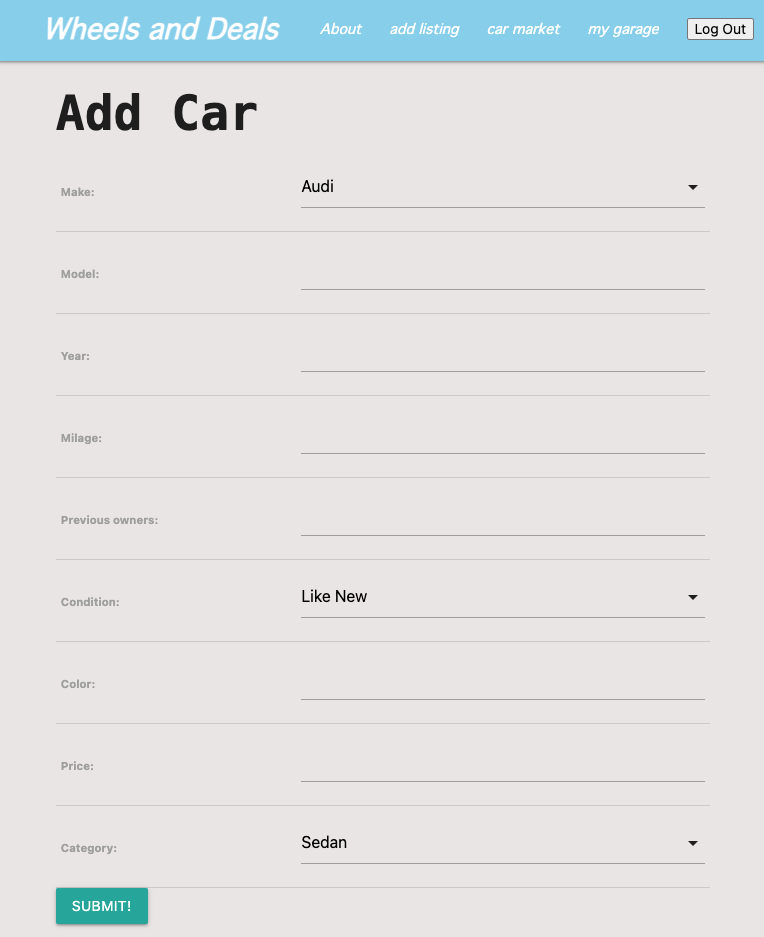 Wheels and Deals About add listing car market my garage Log Out
Add Car
Make: Audi
Model:
Year:
Milage:
Previous owners:
Condition: Like New
Color:
Price:
Category: Sedan
SUBMIT!